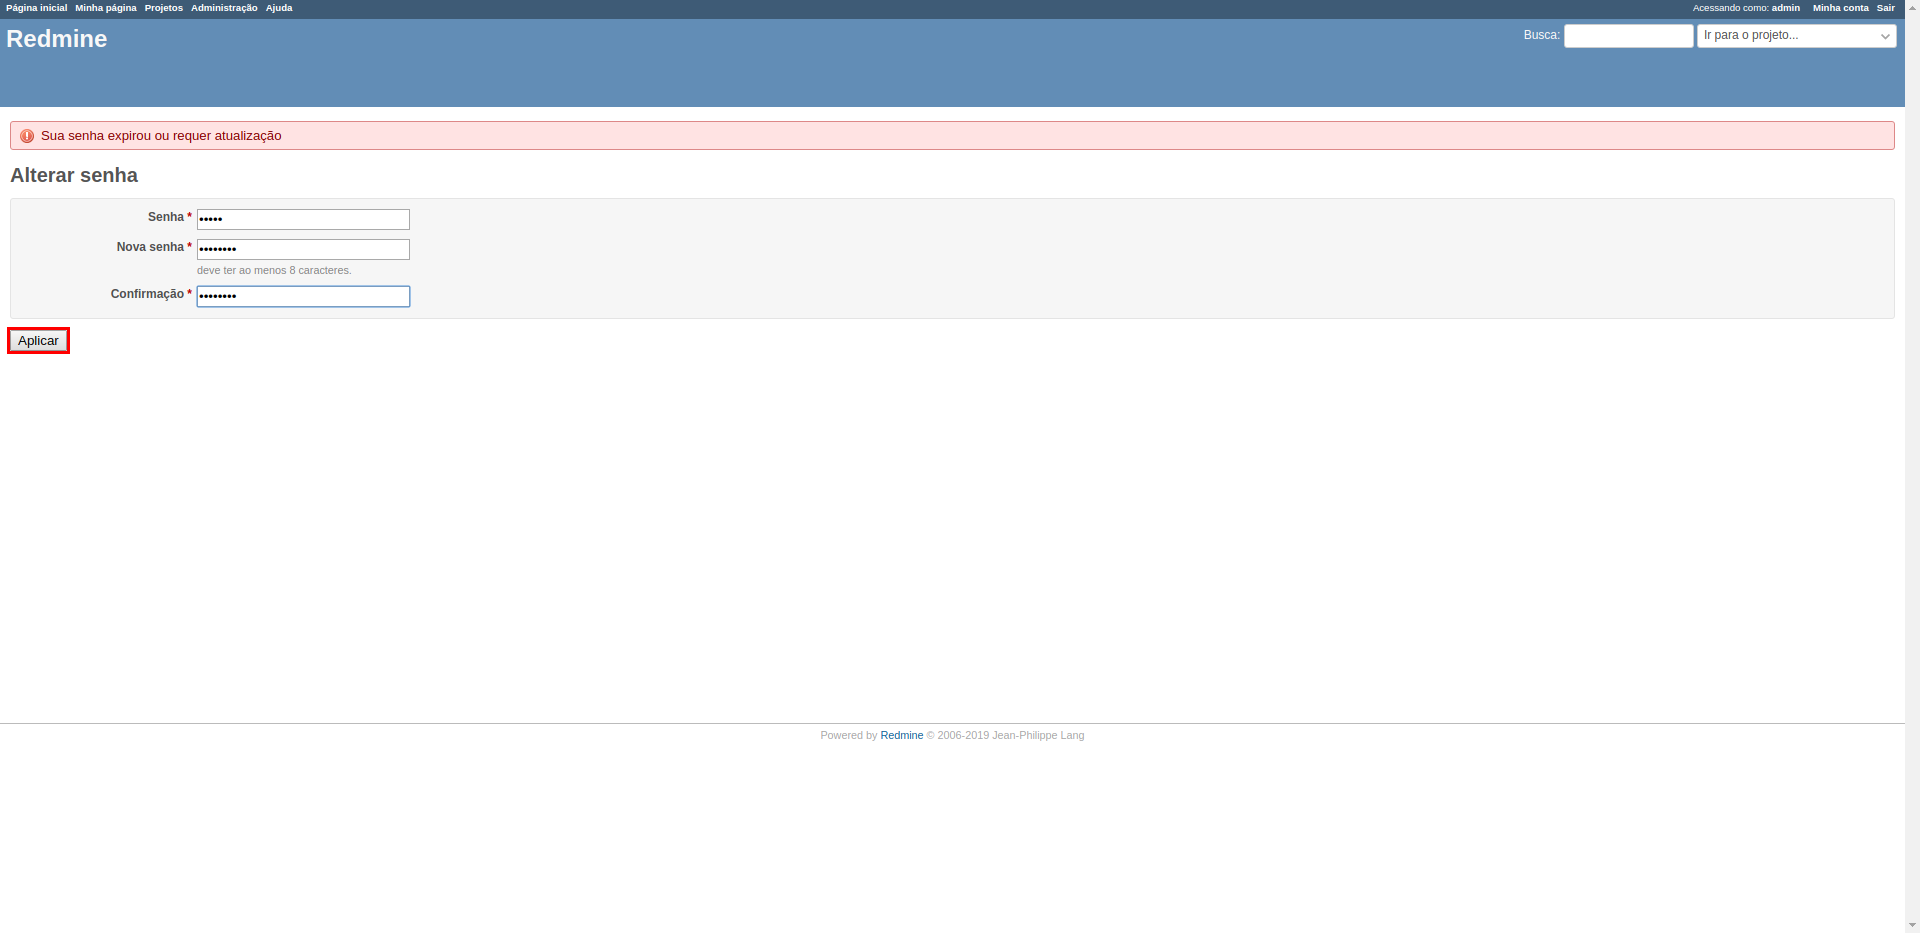 Página inicial Minha página Projetos Administração Ajuda Acessando como: admin Minha conta Sair
Redmine Busca: Ir para o projeto...
Sua senha expirou ou requer atualização
Alterar senha
Senha * •••••
Nova senha * ••••••••
deve ter ao menos 8 caracteres.
Confirmação * ••••••••
Aplicar
Powered by Redmine © 2006-2019 Jean-Philippe Lang